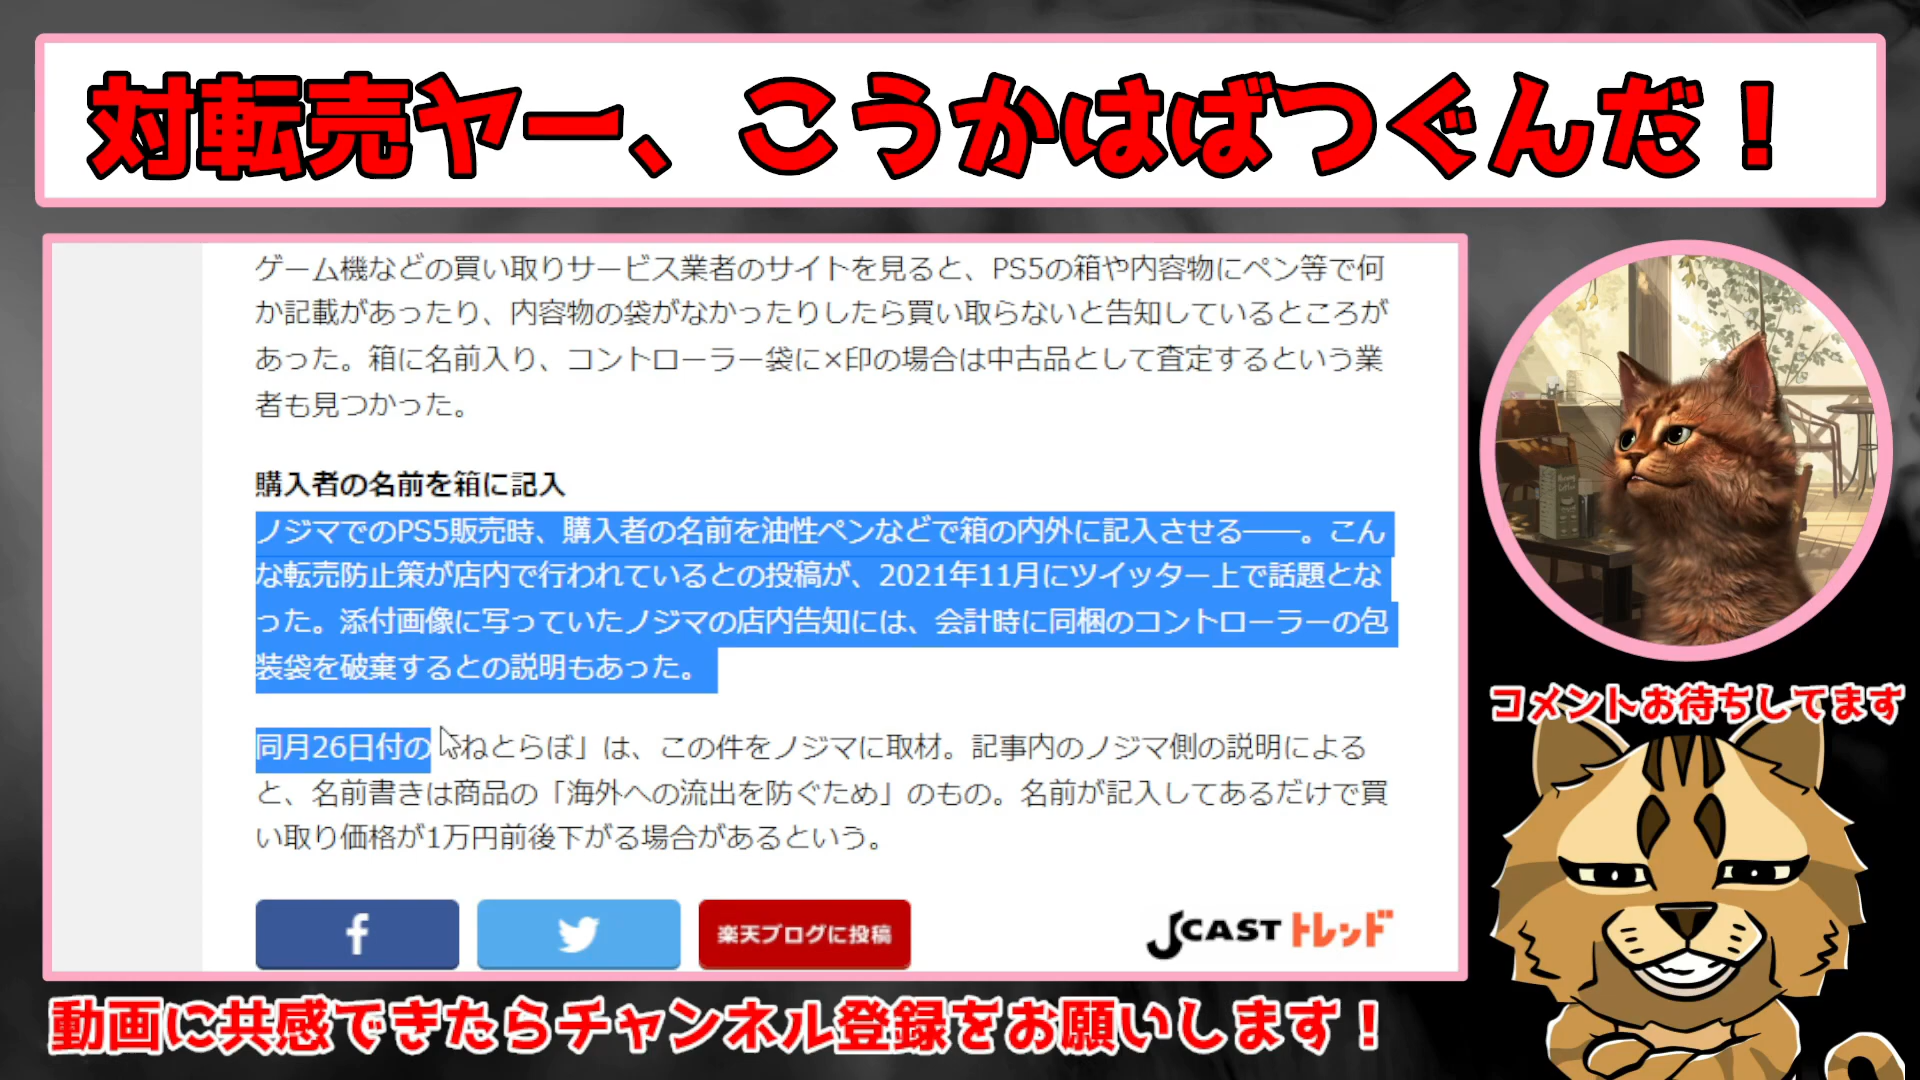 対転売ヤー、こうかはばつぐんだ！
ゲーム機などの買い取りサービス業者のサイトを見ると、PS5の箱や内容物にペン等で何
か記載があったり、内容物の袋がなかったりしたら買い取らないと告知しているところが
あった。箱に名前入り、コントローラー袋に×印の場合は中古品として査定するという業
者も見つかった。
購入者の名前を箱に記入
ノジマでのPS5販売時、購入者の名前を油性ペンなどで箱の内外に記入させる――。こん
な転売防止策が店内で行われているとの投稿が、2021年11月にツイッター上で話題とな
った。添付画像に写っていたノジマの店内告知には、会計時に同梱のコントローラーの包
装袋を破棄するとの説明もあった。
同月26日付の ねとらぼ」は、この件をノジマに取材。記事内のノジマ側の説明による
と、名前書きは商品の「海外への流出を防ぐため」のもの。名前が記入してあるだけで買
い取り価格が1万円前後下がる場合があるという。
楽天ブログに投稿
J CAST トレンド
コメントお待ちしてます
動画に共感できたらチャンネル登録をお願いします！